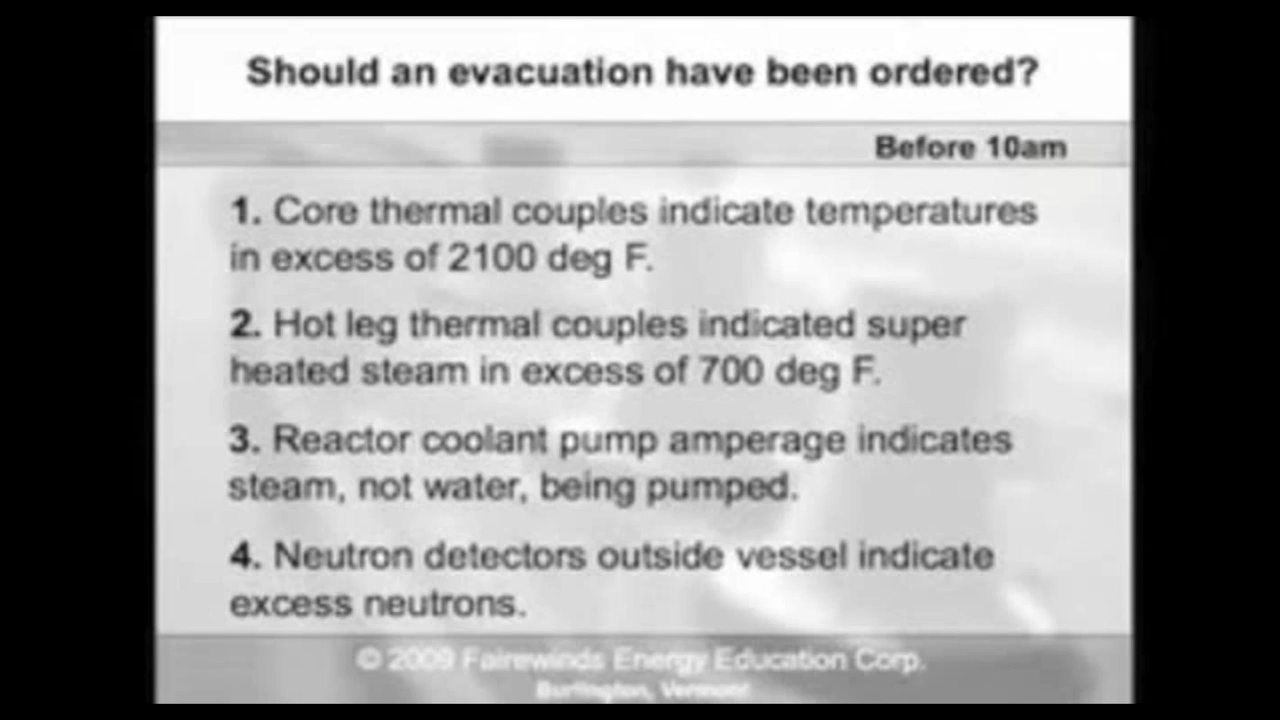 Should an evacuation have been ordered?
Before 10am
1. Core thermal couples indicate temperatures
in excess of 2100 deg F.
2. Hot leg thermal couples indicated super
heated steam in excess of 700 deg F.
3. Reactor coolant pump amperage indicates
steam, not water, being pumped.
4. Neutron detectors outside vessel indicate
excess neutrons.
© 2009 Fairewinds Energy Education Corp.
Burlington, Vermont